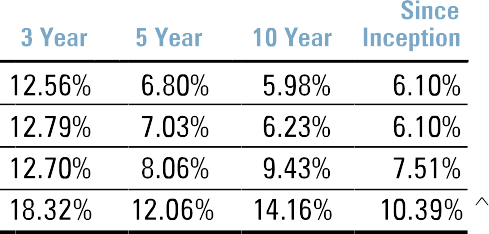 Since
3 Year 5 Year 10 Year Inception
12.56% 6.80% 5.98% 6.10%
12.79% 7.03% 6.23% 6.10%
12.70% 8.06% 9.43% 7.51%
18.32% 12.06% 14.16% 10.39% ^